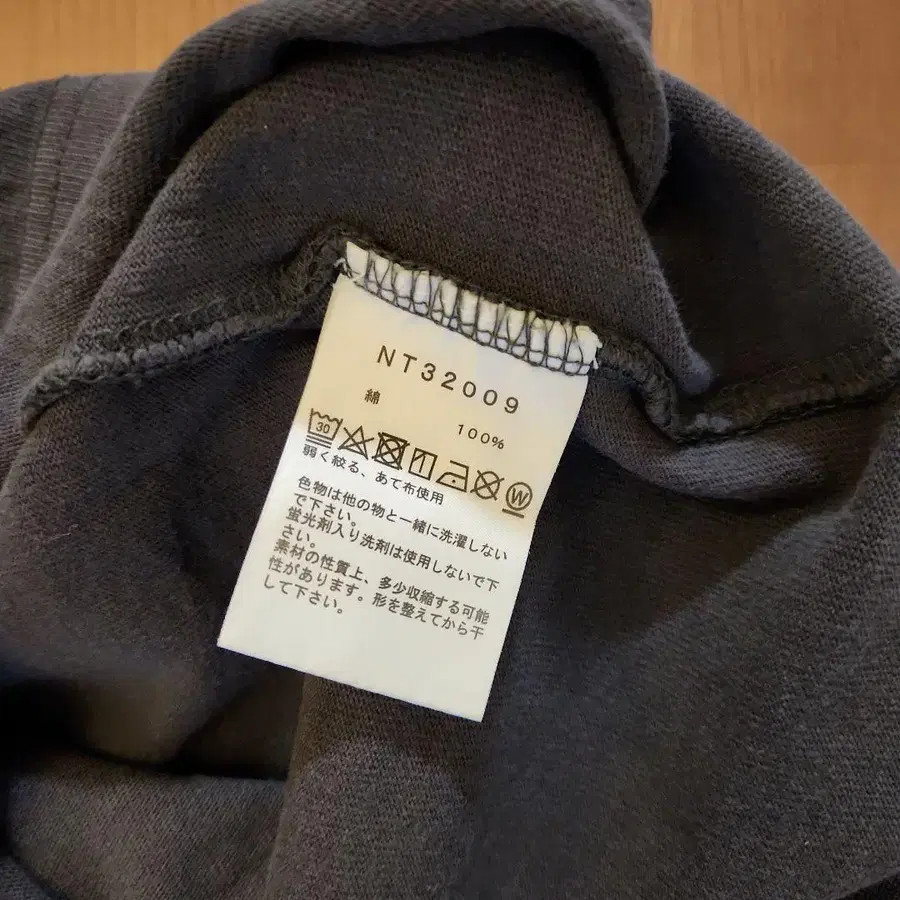 NT32009
綿
100%
30
W
弱く絞る、あて布使用
色物は他の物と一緒に洗濯しない
で下さい。
蛍光剤入り洗剤は使用しないで下
さい。
素材の性質上、多少収縮する可能
性があります。形を整えてから干
して下さい。